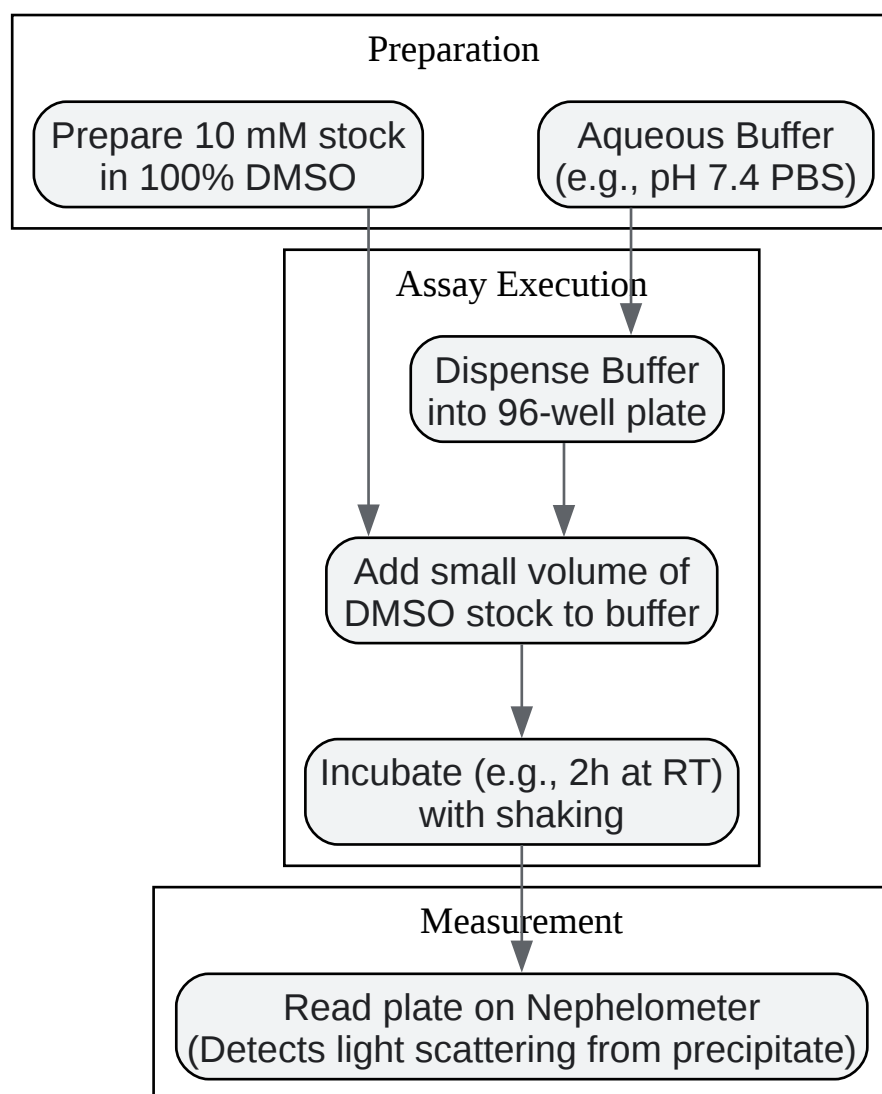 Preparation
Prepare 10 mM stock
in 100% DMSO
Aqueous Buffer
(e.g., pH 7.4 PBS)
Assay Execution
Dispense Buffer
into 96-well plate
Add small volume of
DMSO stock to buffer
Incubate (e.g., 2h at RT)
with shaking
Measurement
Read plate on Nephelometer
(Detects light scattering from precipitate)